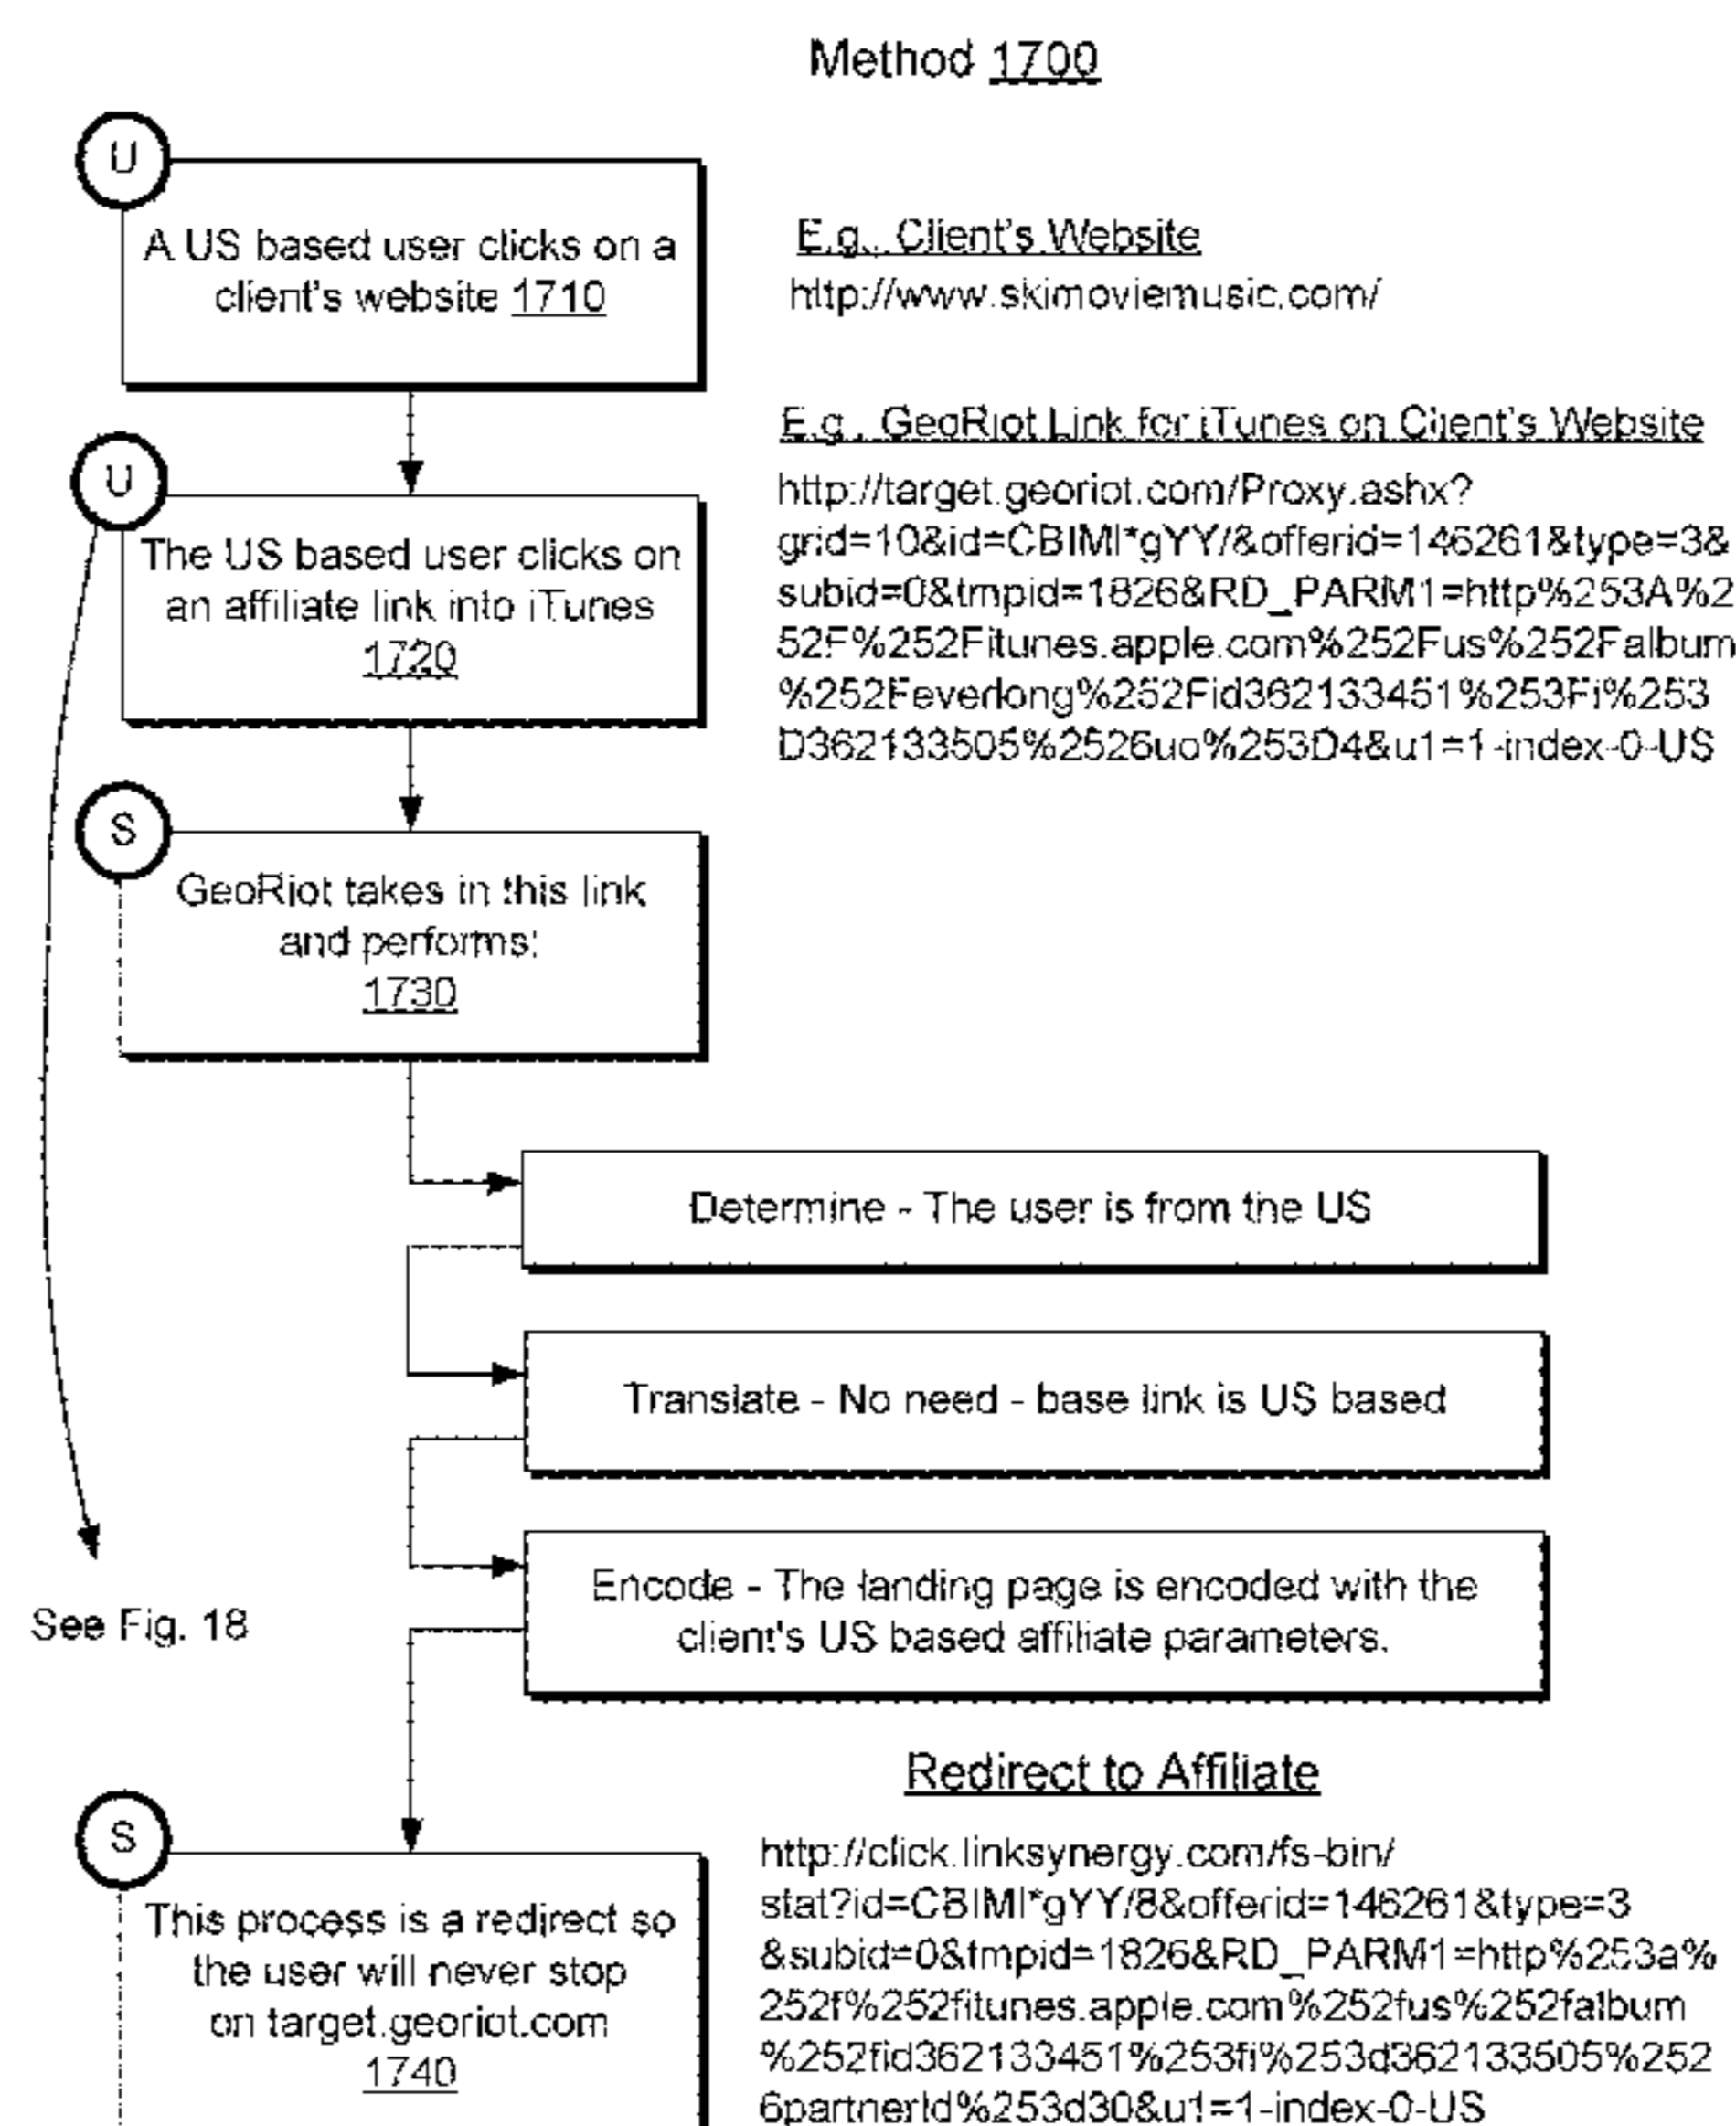 Method 1700
U
A US based user clicks on a
client's website 1710
E.g., Client's Website
http://www.skimoviemusic.com/
U
The US based user clicks on
an affiliate link into iTunes
1720
E.g., GeoRiot Link for iTunes on Client's Website
http://target.georiot.com/Proxy.ashx?
grid=10&id=CBIMl*gYY/&offerid=146261&type=3&
subid=0&tmpid=1826&RD_PARM1=http%253A%2
52F%252Fitunes.apple.com%252Fus%252Falbum
%252Feverlong%252Fid362133451%253Fi%253
D362133505%2526uo%253D4&u1=1-index-0-US
S
GeoRiot takes in this link
and performs:
1730
Determine - The user is from the US
Translate - No need - base link is US based
Encode - The landing page is encoded with the
client's US based affiliate parameters.
See Fig. 18
S
This process is a redirect so
the user will never stop
on target.georiot.com
1740
Redirect to Affiliate
http://click.linksynergy.com/fs-bin/
stat?id=CBIMl*gYY/8&offerid=146261&type=3
&subid=0&tmpid=1826&RD_PARM1=http%253a%
252f%252fitunes.apple.com%252fus%252falbum
%252fid362133451%253fi%253d362133505%252
6partnerId%253d30&u1=1-index-0-US